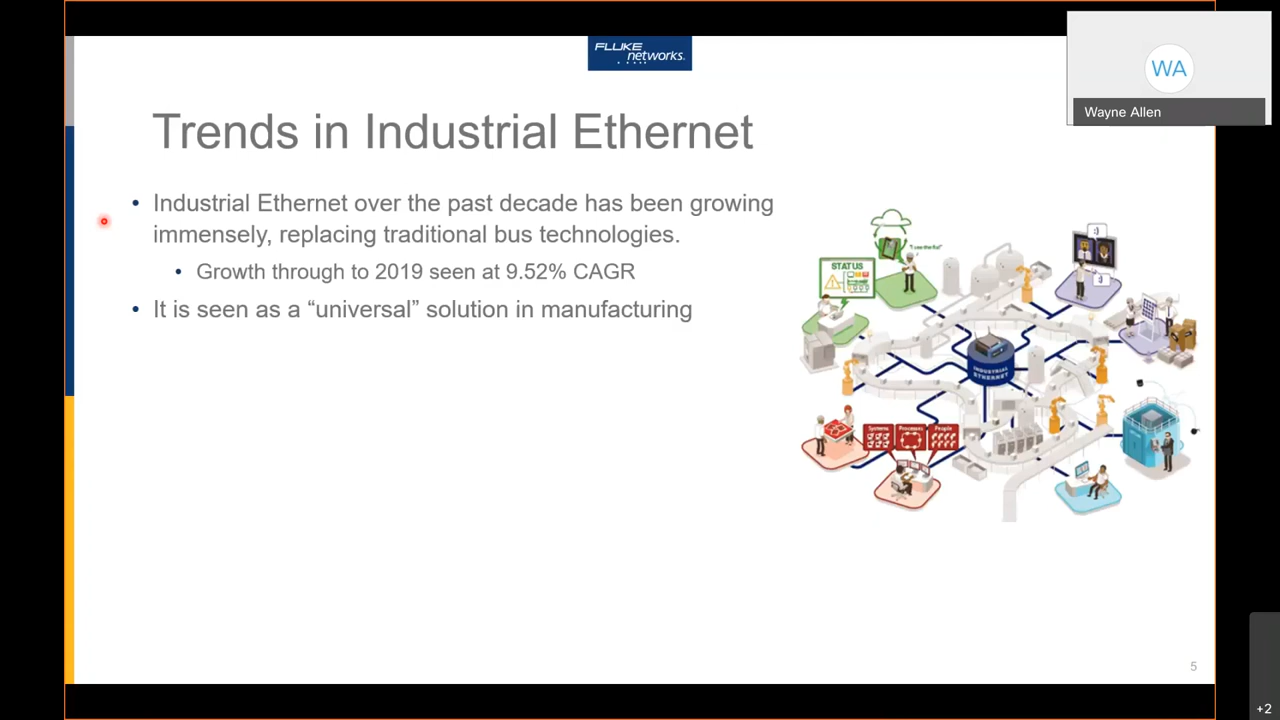 FLUKE
networks.
WA
Wayne Allen
Trends in Industrial Ethernet
• Industrial Ethernet over the past decade has been growing
immensely, replacing traditional bus technologies.
• Growth through to 2019 seen at 9.52% CAGR
• It is seen as a “universal” solution in manufacturing
STATUS
:)
:)
INDUSTRIAL
ETHERNET
Systems
Processes
People
5
+2